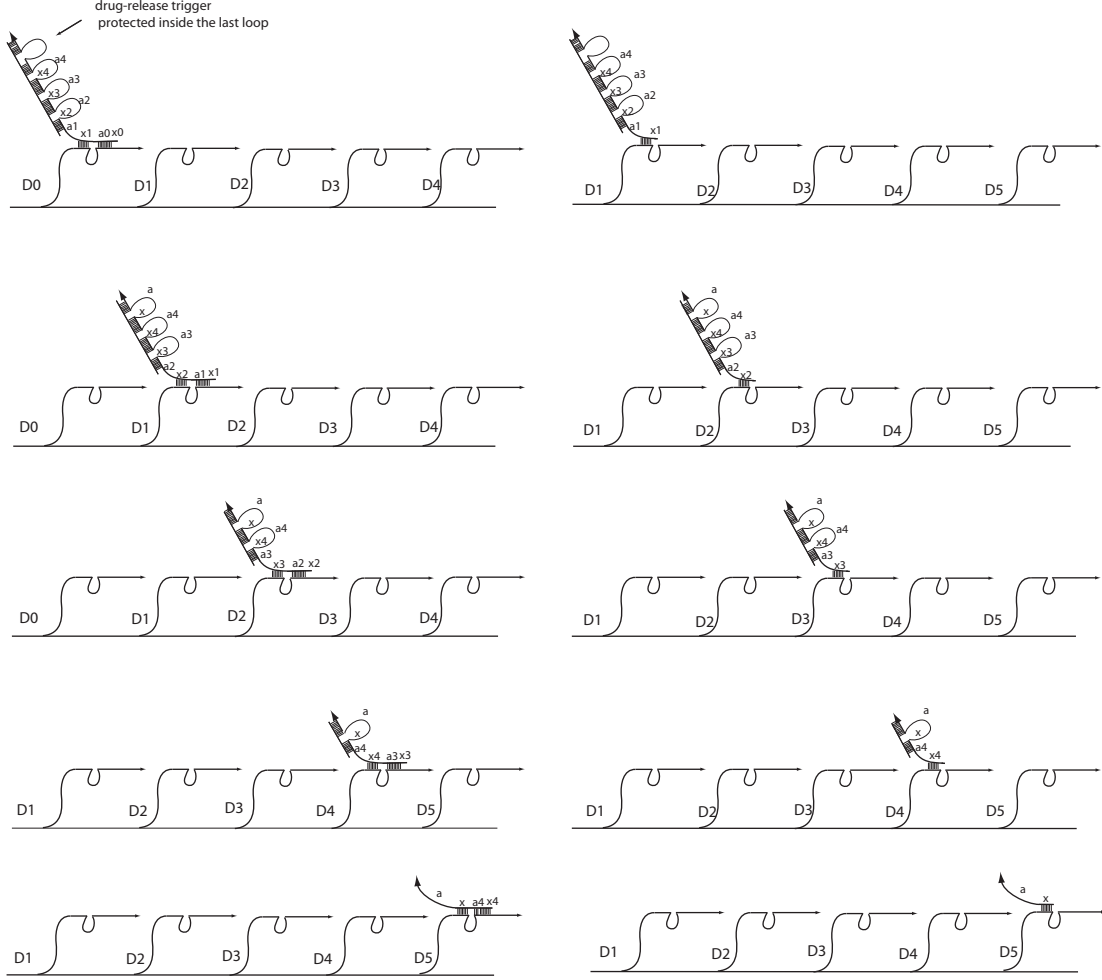 drug-release trigger
protected inside the last loop
a4
x4
a3
x3
a2
x2
a1
x1 a0 x0
D0 D1 D2 D3 D4
a4
x4
a3
x3
a2
x2
a1
x1
D1 D2 D3 D4 D5
a
x
a4
x4
a3
x3
a2
x2 a1 x1
D0 D1 D2 D3 D4
a
x
a4
x4
a3
x3
a2
x2
D1 D2 D3 D4 D5
a
x
a4
x4
a3
x3 a2 x2
D0 D1 D2 D3 D4
a
x
a4
x4
a3
x3
D1 D2 D3 D4 D5
a
x
a4
x4 a3 x3
D1 D2 D3 D4 D5
a
x
a4
x4
D1 D2 D3 D4 D5
a
x a4 x4
D1 D2 D3 D4 D5
a
x
D1 D2 D3 D4 D5